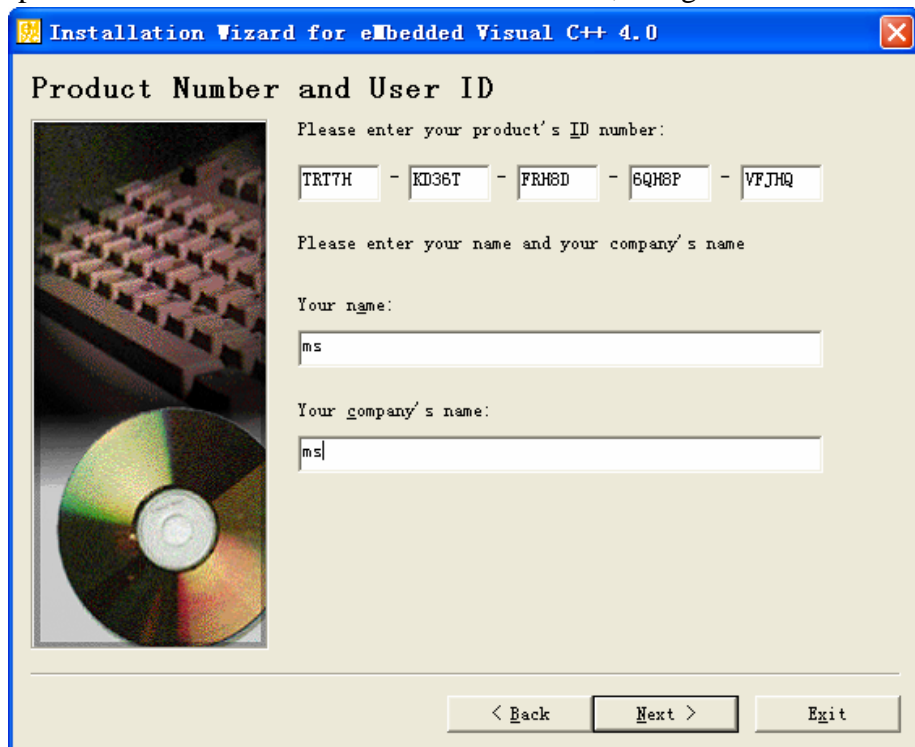 Installation Wizard for eMbedded Visual C++ 4.0
Product Number and User ID
Please enter your product's ID number:
TRT7H - KD36T - FRH8D - 6QH8P - VFJHQ
Please enter your name and your company's name
Your name:
ms
Your company's name:
ms
< Back Next > Exit